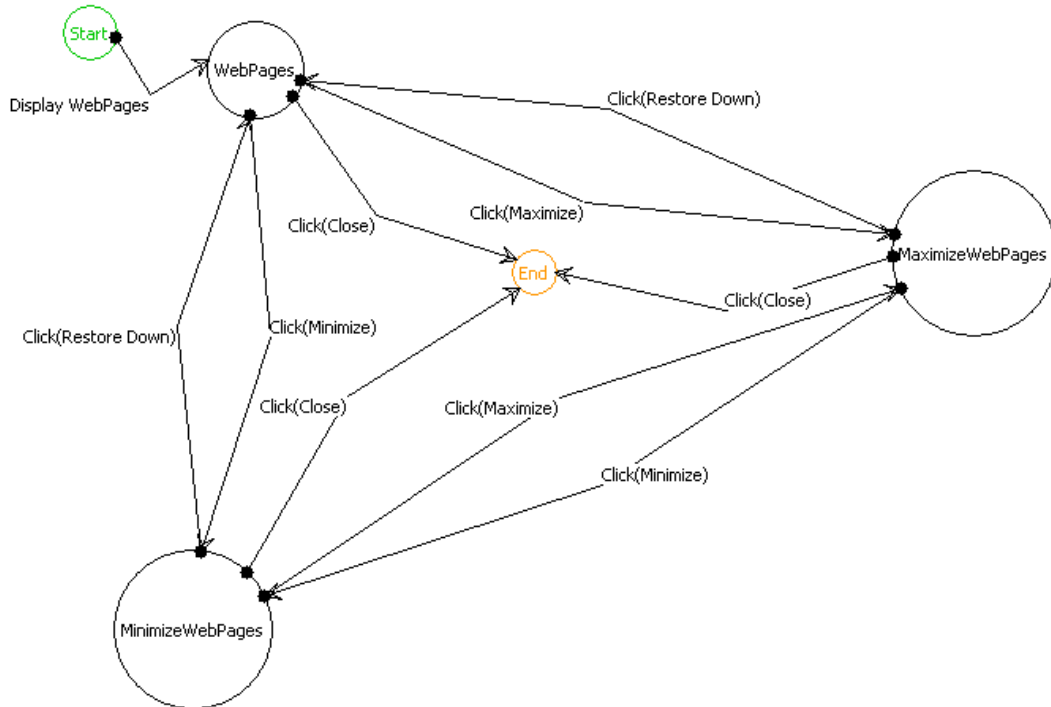 Start
WebPages
Display WebPages
Click(Restore Down)
Click(Maximize)
Click(Close)
MaximizeWebPages
End
Click(Close)
Click(Restore Down)
Click(Minimize)
Click(Close)
Click(Maximize)
Click(Minimize)
MinimizeWebPages